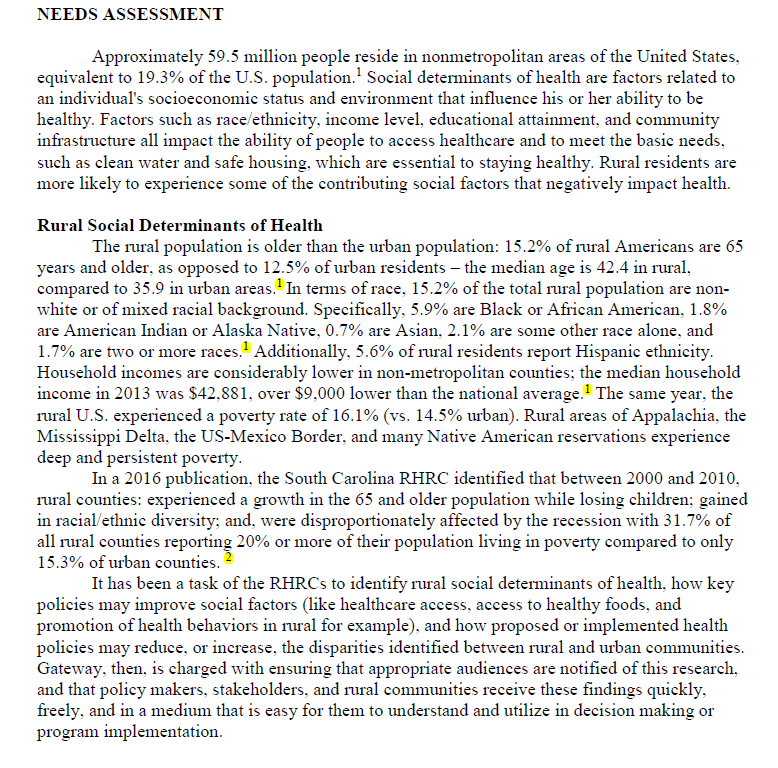 NEEDS ASSESSMENT
Approximately 59.5 million people reside in nonmetropolitan areas of the United States,
equivalent to 19.3% of the U.S. population.1 Social determinants of health are factors related to
an individual's socioeconomic status and environment that influence his or her ability to be
healthy. Factors such as race/ethnicity, income level, educational attainment, and community
infrastructure all impact the ability of people to access healthcare and to meet the basic needs,
such as clean water and safe housing, which are essential to staying healthy. Rural residents are
more likely to experience some of the contributing social factors that negatively impact health.
Rural Social Determinants of Health
The rural population is older than the urban population: 15.2% of rural Americans are 65
years and older, as opposed to 12.5% of urban residents – the median age is 42.4 in rural,
compared to 35.9 in urban areas.1 In terms of race, 15.2% of the total rural population are non-
white or of mixed racial background. Specifically, 5.9% are Black or African American, 1.8%
are American Indian or Alaska Native, 0.7% are Asian, 2.1% are some other race alone, and
1.7% are two or more races.1 Additionally, 5.6% of rural residents report Hispanic ethnicity.
Household incomes are considerably lower in non-metropolitan counties; the median household
income in 2013 was $42,881, over $9,000 lower than the national average.1 The same year, the
rural U.S. experienced a poverty rate of 16.1% (vs. 14.5% urban). Rural areas of Appalachia, the
Mississippi Delta, the US-Mexico Border, and many Native American reservations experience
deep and persistent poverty.
In a 2016 publication, the South Carolina RHRC identified that between 2000 and 2010,
rural counties: experienced a growth in the 65 and older population while losing children; gained
in racial/ethnic diversity; and, were disproportionately affected by the recession with 31.7% of
all rural counties reporting 20% or more of their population living in poverty compared to only
15.3% of urban counties. 2
It has been a task of the RHRCs to identify rural social determinants of health, how key
policies may improve social factors (like healthcare access, access to healthy foods, and
promotion of health behaviors in rural for example), and how proposed or implemented health
policies may reduce, or increase, the disparities identified between rural and urban communities.
Gateway, then, is charged with ensuring that appropriate audiences are notified of this research,
and that policy makers, stakeholders, and rural communities receive these findings quickly,
freely, and in a medium that is easy for them to understand and utilize in decision making or
program implementation.